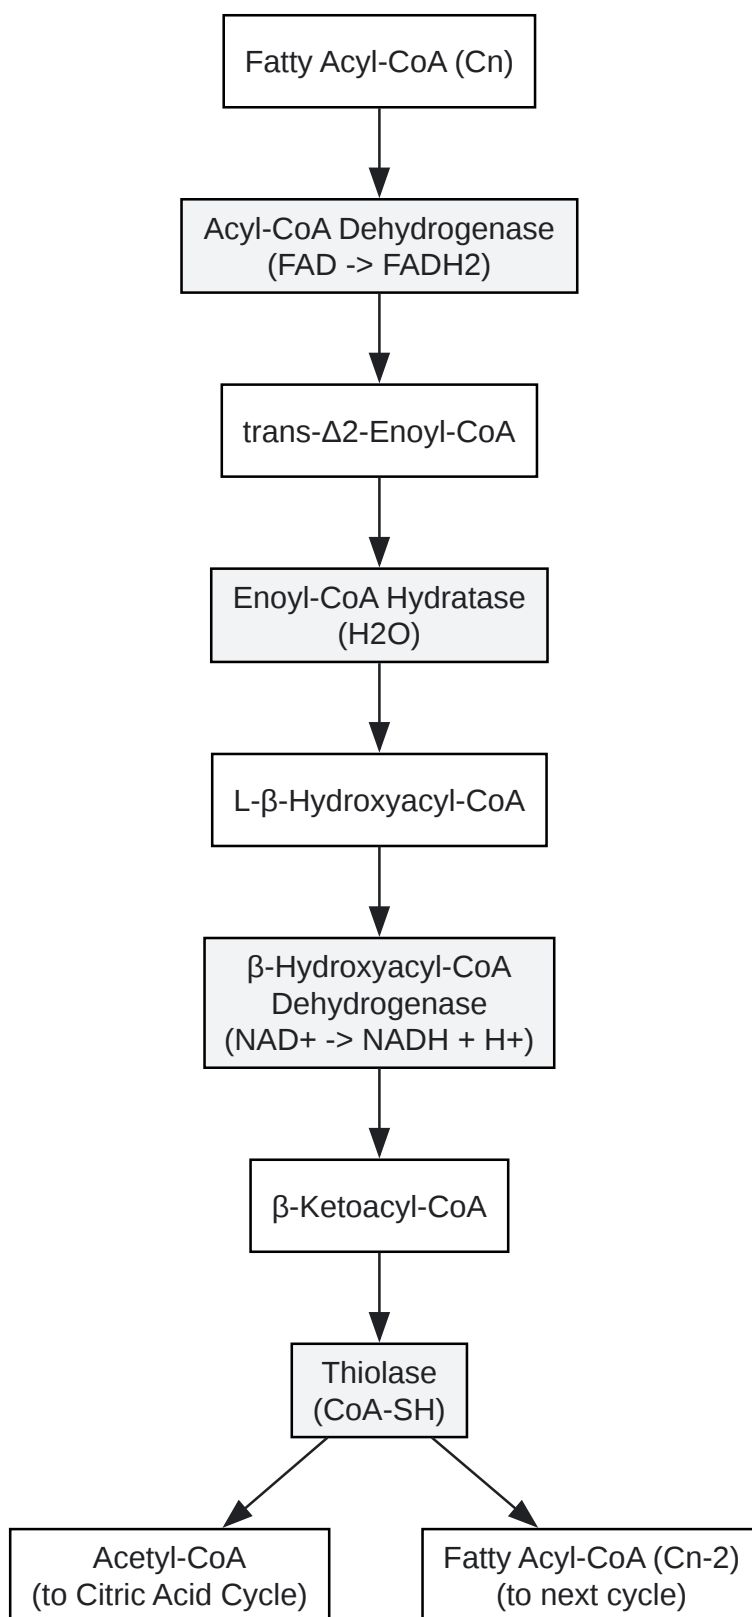 Fatty Acyl-CoA (Cn)
Acyl-CoA Dehydrogenase
(FAD -> FADH2)
trans-Δ2-Enoyl-CoA
Enoyl-CoA Hydratase
(H2O)
L-β-Hydroxyacyl-CoA
β-Hydroxyacyl-CoA
Dehydrogenase
(NAD+ -> NADH + H+)
β-Ketoacyl-CoA
Thiolase
(CoA-SH)
Acetyl-CoA
(to Citric Acid Cycle)
Fatty Acyl-CoA (Cn-2)
(to next cycle)